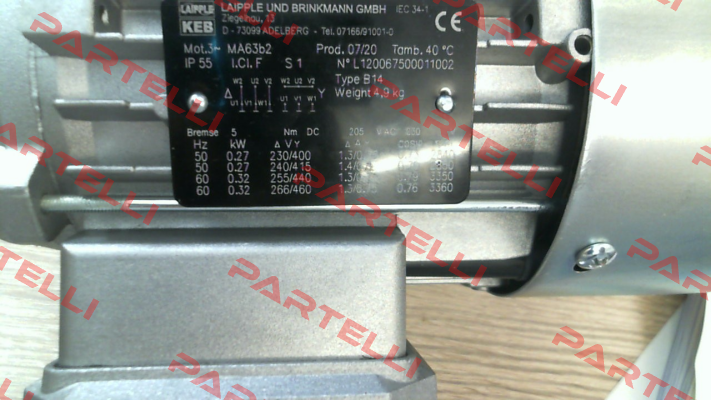 LAIPPLE
KEB
LAIPPLE UND BRINKMANN GMBH IEC 34-1
Ziegelhau, 13
D - 73099 ADELBERG - Tel. 07166/91001-0
CE
Mot.3~ MA63b2 Prod. 07/20 Tamb. 40 °C
IP 55 I.Cl. F S 1 N° L120067500011002
W2 U2 V2 W2 U2 V2 Type B14
Δ Y Weight 4,9 kg
U1 V1 W1 U1 V1 W1
Bremse 5 Nm DC 205 VAC
Hz kW Δ V Y Δ A
50 0.27 230/400
50 0.27 240/415
60 0.32 255/440 3350
60 0.32 266/460 0.76 3360
PARTELLI
PARTELLI
PARTELLI
PARTELLI
PARTELLI